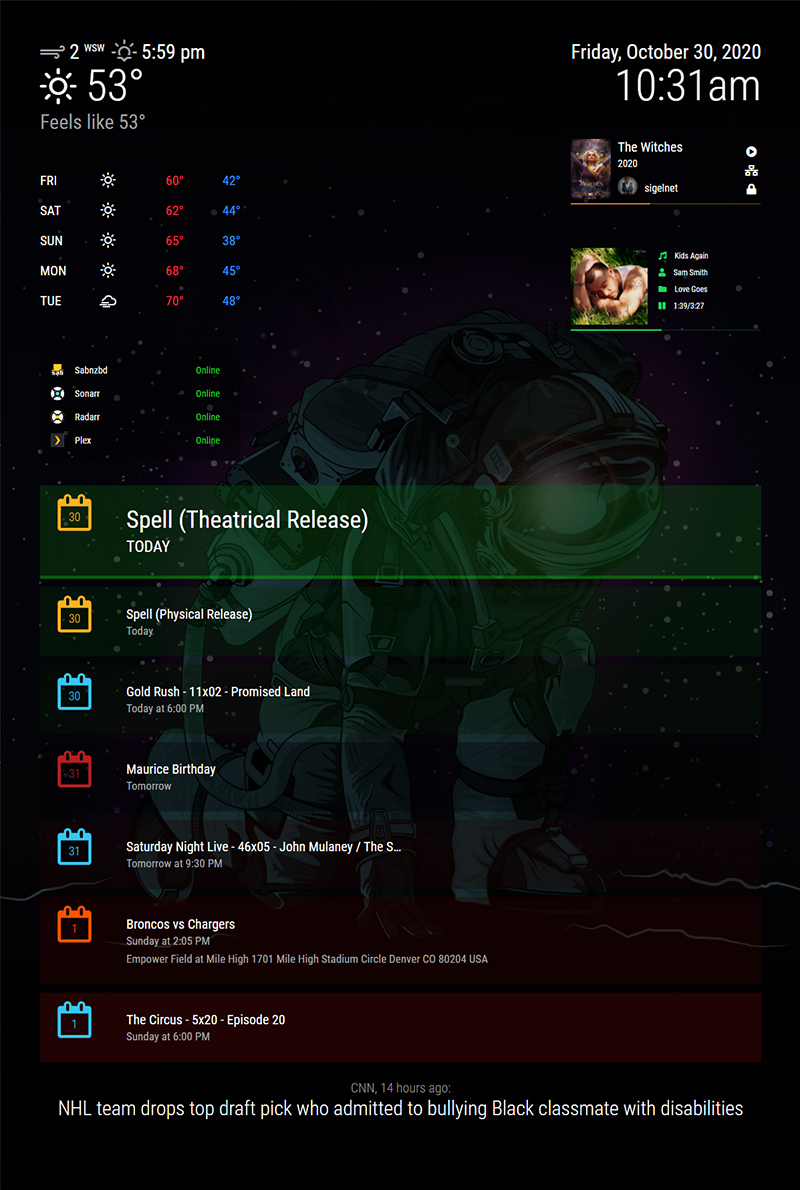 2 WSW 5:59 pm
53°
Feels like 53°
Friday, October 30, 2020
10:31am
The Witches
2020
sigelnet
FRI 60° 42°
SAT 62° 44°
SUN 65° 38°
MON 68° 45°
TUE 70° 48°
Kids Again
Sam Smith
Love Goes
1:39/3:27
Sabnzbd Online
Sonarr Online
Radarr Online
Plex Online
30
Spell (Theatrical Release)
TODAY
30
Spell (Physical Release)
Today
30
Gold Rush - 11x02 - Promised Land
Today at 6:00 PM
31
Maurice Birthday
Tomorrow
31
Saturday Night Live - 46x05 - John Mulaney / The S...
Tomorrow at 9:30 PM
1
Broncos vs Chargers
Sunday at 2:05 PM
Empower Field at Mile High 1701 Mile High Stadium Circle Denver CO 80204 USA
1
The Circus - 5x20 - Episode 20
Sunday at 6:00 PM
CNN, 14 hours ago:
NHL team drops top draft pick who admitted to bullying Black classmate with disabilities